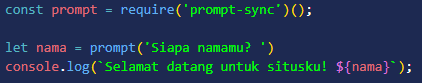 const prompt = require('prompt-sync')();
let nama = prompt('Siapa namamu? ')
console.log(`Selamat datang untuk situsku! ${nama}`);